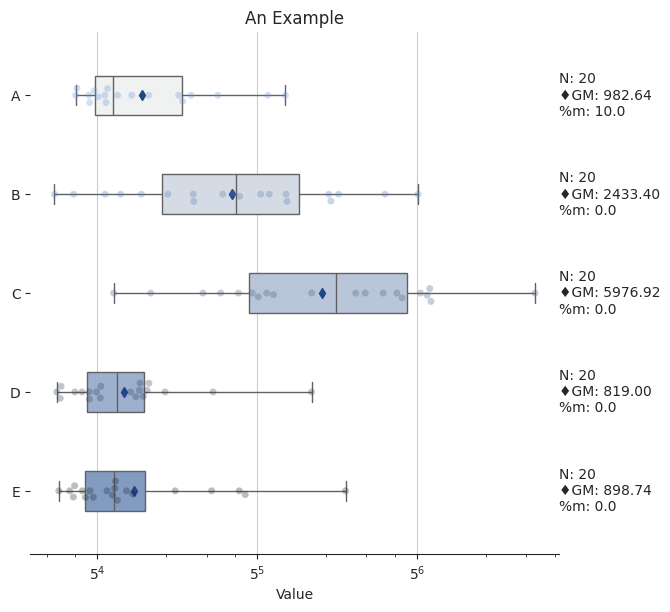 An Example
A
N: 20
♦GM: 982.64
%m: 10.0
B
N: 20
♦GM: 2433.40
%m: 0.0
C
N: 20
♦GM: 5976.92
%m: 0.0
D
N: 20
♦GM: 819.00
%m: 0.0
E
N: 20
♦GM: 898.74
%m: 0.0
5⁴ 5⁵ 5⁶
Value